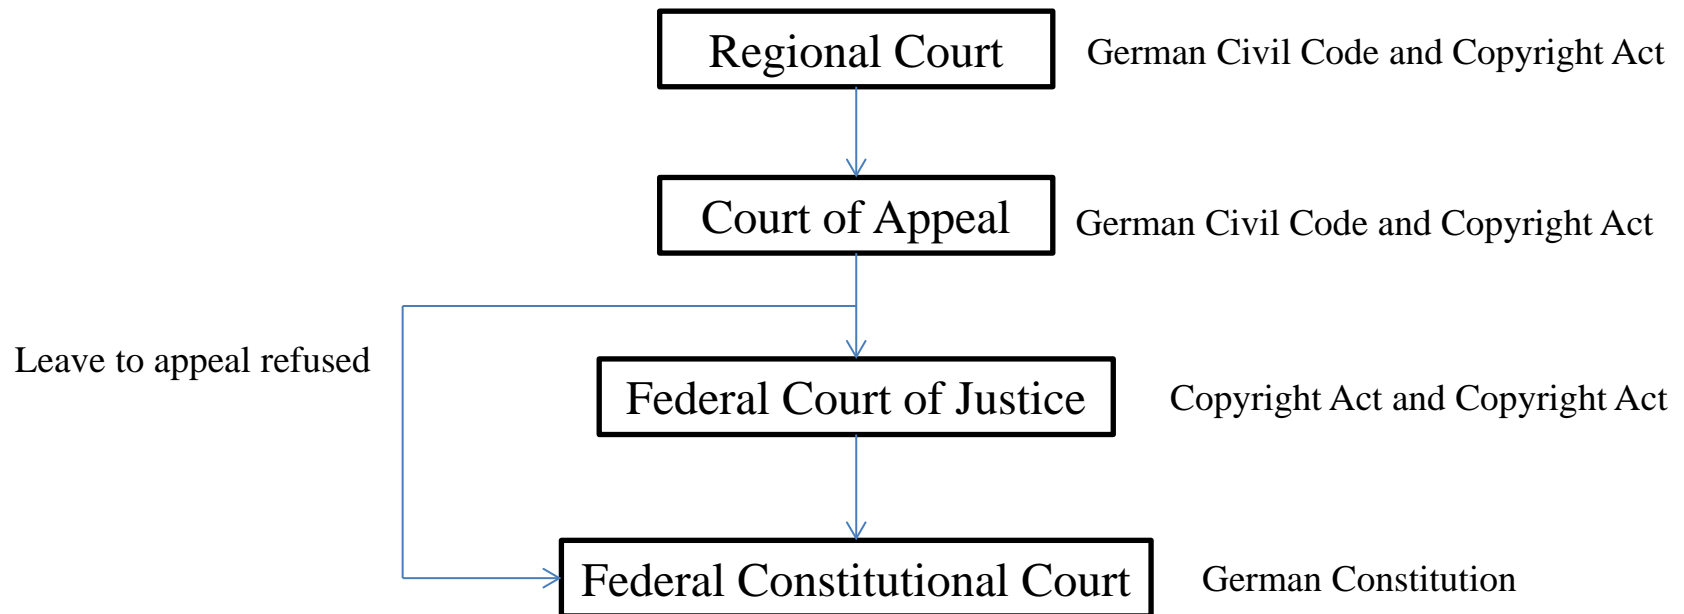 Regional Court
German Civil Code and Copyright Act
Court of Appeal
German Civil Code and Copyright Act
Leave to appeal refused
Federal Court of Justice
Copyright Act and Copyright Act
Federal Constitutional Court
German Constitution